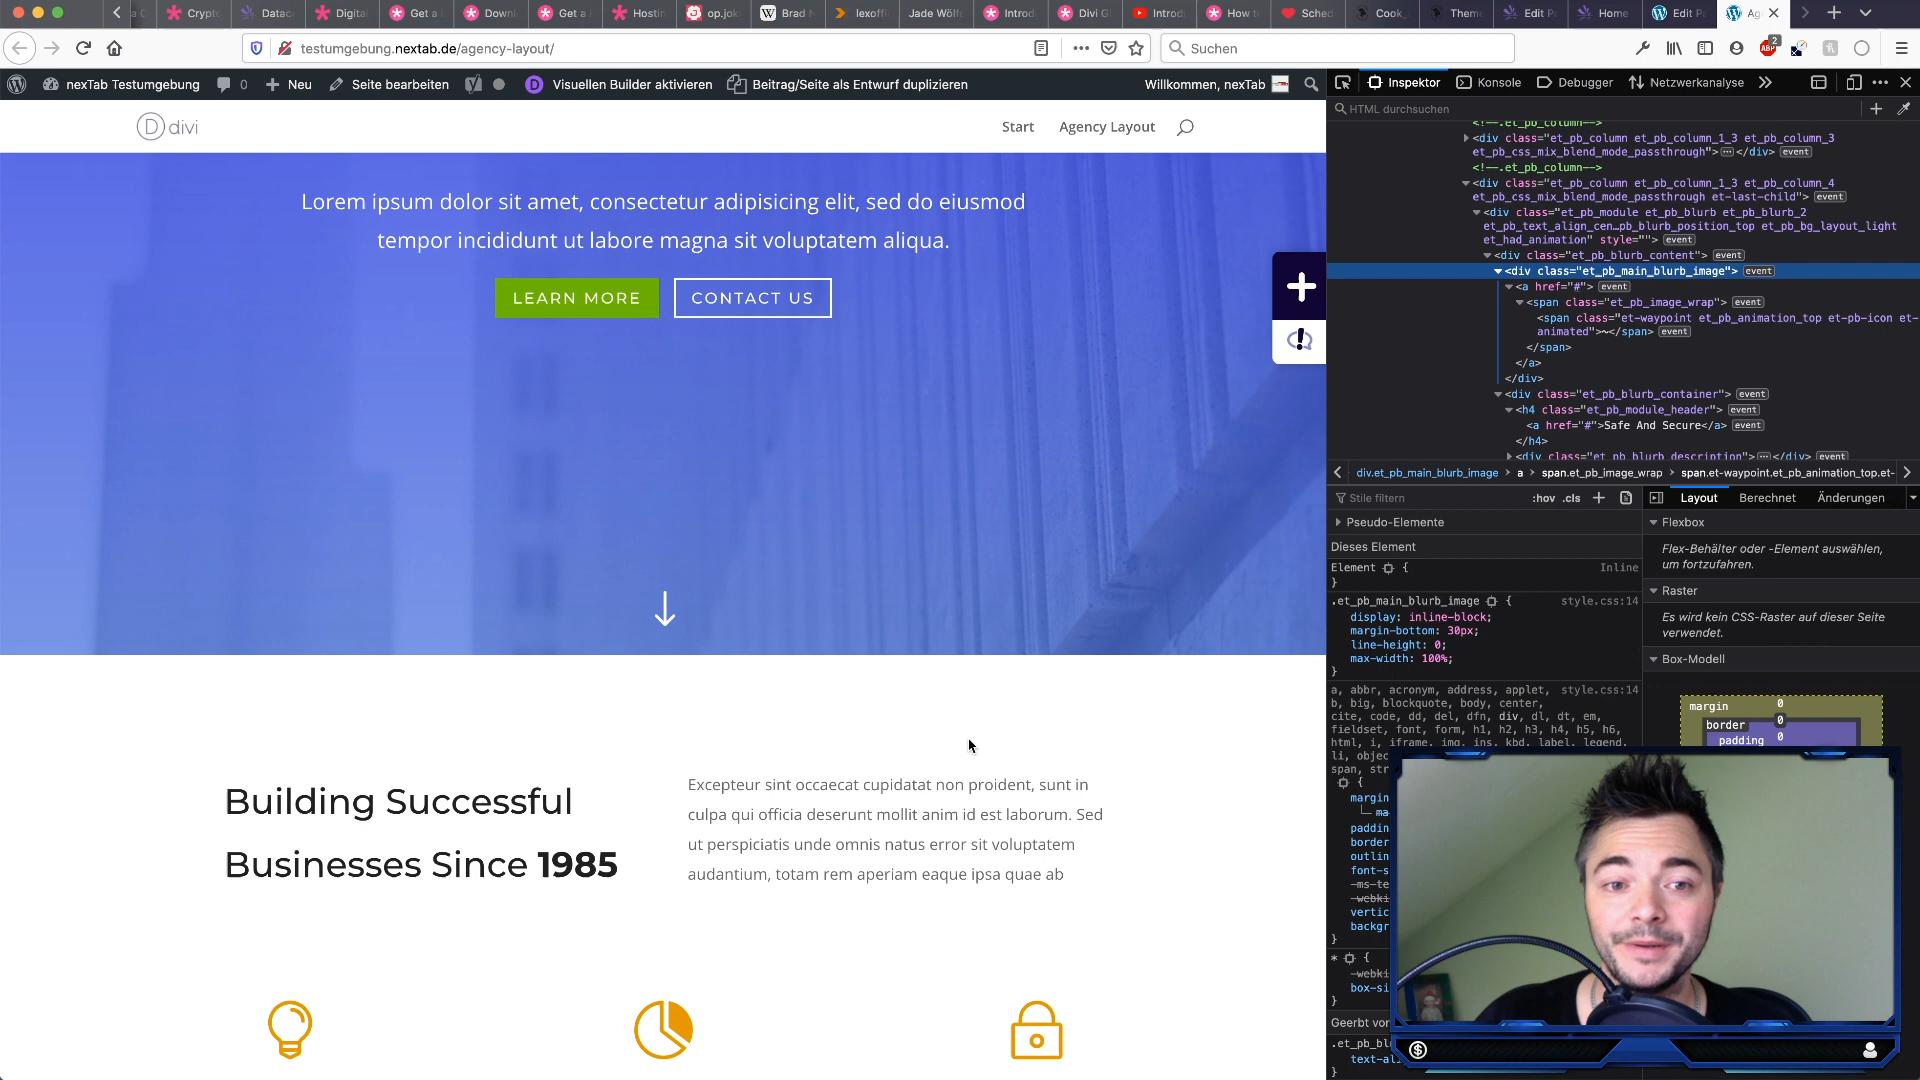 Crypt
Datac
Digital
Get a
Downl
Get a
Hostin
op.jok
Brad
lexoffi
Jade Wölf
Introd
Divi G
Introd
How t
Sched
Cook
Them
Edit P
Home
Edit P
Ag
testumgebung.nextab.de/agency-layout/
Suchen
ABP
2
nexTab Testumgebung
0
Neu
Seite bearbeiten
D
Visuellen Builder aktivieren
Beitrag/Seite als Entwurf duplizieren
Willkommen, nexTab
D divi
Start
Agency Layout
Lorem ipsum dolor sit amet, consectetur adipisicing elit, sed do eiusmod
tempor incididunt ut labore magna sit voluptatem aliqua.
LEARN MORE
CONTACT US
Building Successful
Businesses Since 1985
Excepteur sint occaecat cupidatat non proident, sunt in
culpa qui officia deserunt mollit anim id est laborum. Sed
ut perspiciatis unde omnis natus error sit voluptatem
audantium, totam rem aperiam eaque ipsa quae ab
Inspektor
Konsole
Debugger
Netzwerkanalyse
HTML durchsuchen
<!--.et_pb_column-->
<div class="et_pb_column et_pb_column_1_3 et_pb_column_3
et_pb_css_mix_blend_mode_passthrough">⋯</div> event
<!--.et_pb_column-->
<div class="et_pb_column et_pb_column_1_3 et_pb_column_4
et_pb_css_mix_blend_mode_passthrough et-last-child"> event
<div class="et_pb_module et_pb_blurb et_pb_blurb_2
et_pb_text_align_cen…pb_blurb_position_top et_pb_bg_layout_light
et_had_animation" style=""> event
<div class="et_pb_blurb_content"> event
<div class="et_pb_main_blurb_image"> event
<a href="#"> event
<span class="et_pb_image_wrap"> event
<span class="et-waypoint et_pb_animation_top et-pb-icon et-
animated">~</span> event
</span>
</a>
</div>
<div class="et_pb_blurb_container"> event
<h4 class="et_pb_module_header"> event
<a href="#">Safe And Secure</a> event
</h4>
<div class="et_pb_blurb_description">⋯</div> event
div.et_pb_main_blurb_image > a > span.et_pb_image_wrap > span.et-waypoint.et_pb_animation_top.et-
Stile filtern
:hov .cls
Pseudo-Elemente
Dieses Element
Element {
Inline
}
.et_pb_main_blurb_image {
style.css:14
display: inline-block;
margin-bottom: 30px;
line-height: 0;
max-width: 100%;
}
a, abbr, acronym, address, applet,
style.css:14
b, big, blockquote, body, center,
cite, code, dd, del, dfn, div, dl, dt, em,
fieldset, font, form, h1, h2, h3, h4, h5, h6,
html, i, iframe, img, ins, kbd, label, legend,
li, objec
span, str
{
margin
ma
paddin
border
outlin
font-s
-ms-te
-webki
vertic
backgr
}
* {
-webki
box-si
}
Geerbt vor
.et_pb_bl
text-al
}
Layout
Berechnet
Änderungen
Flexbox
Flex-Behälter oder -Element auswählen,
um fortzufahren.
Raster
Es wird kein CSS-Raster auf dieser Seite
verwendet.
Box-Modell
margin
0
border
0
padding
0